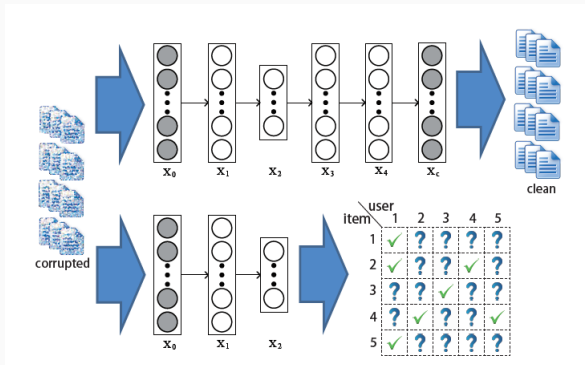 x₀ x₁ x₂ x₃ x₄ x_c
clean
corrupted
x₀ x₁ x₂
user
item 1 2 3 4 5
1 ✓ ? ? ? ?
2 ✓ ? ? ✓ ?
3 ? ? ✓ ? ?
4 ? ✓ ? ? ✓
5 ✓ ? ? ? ?